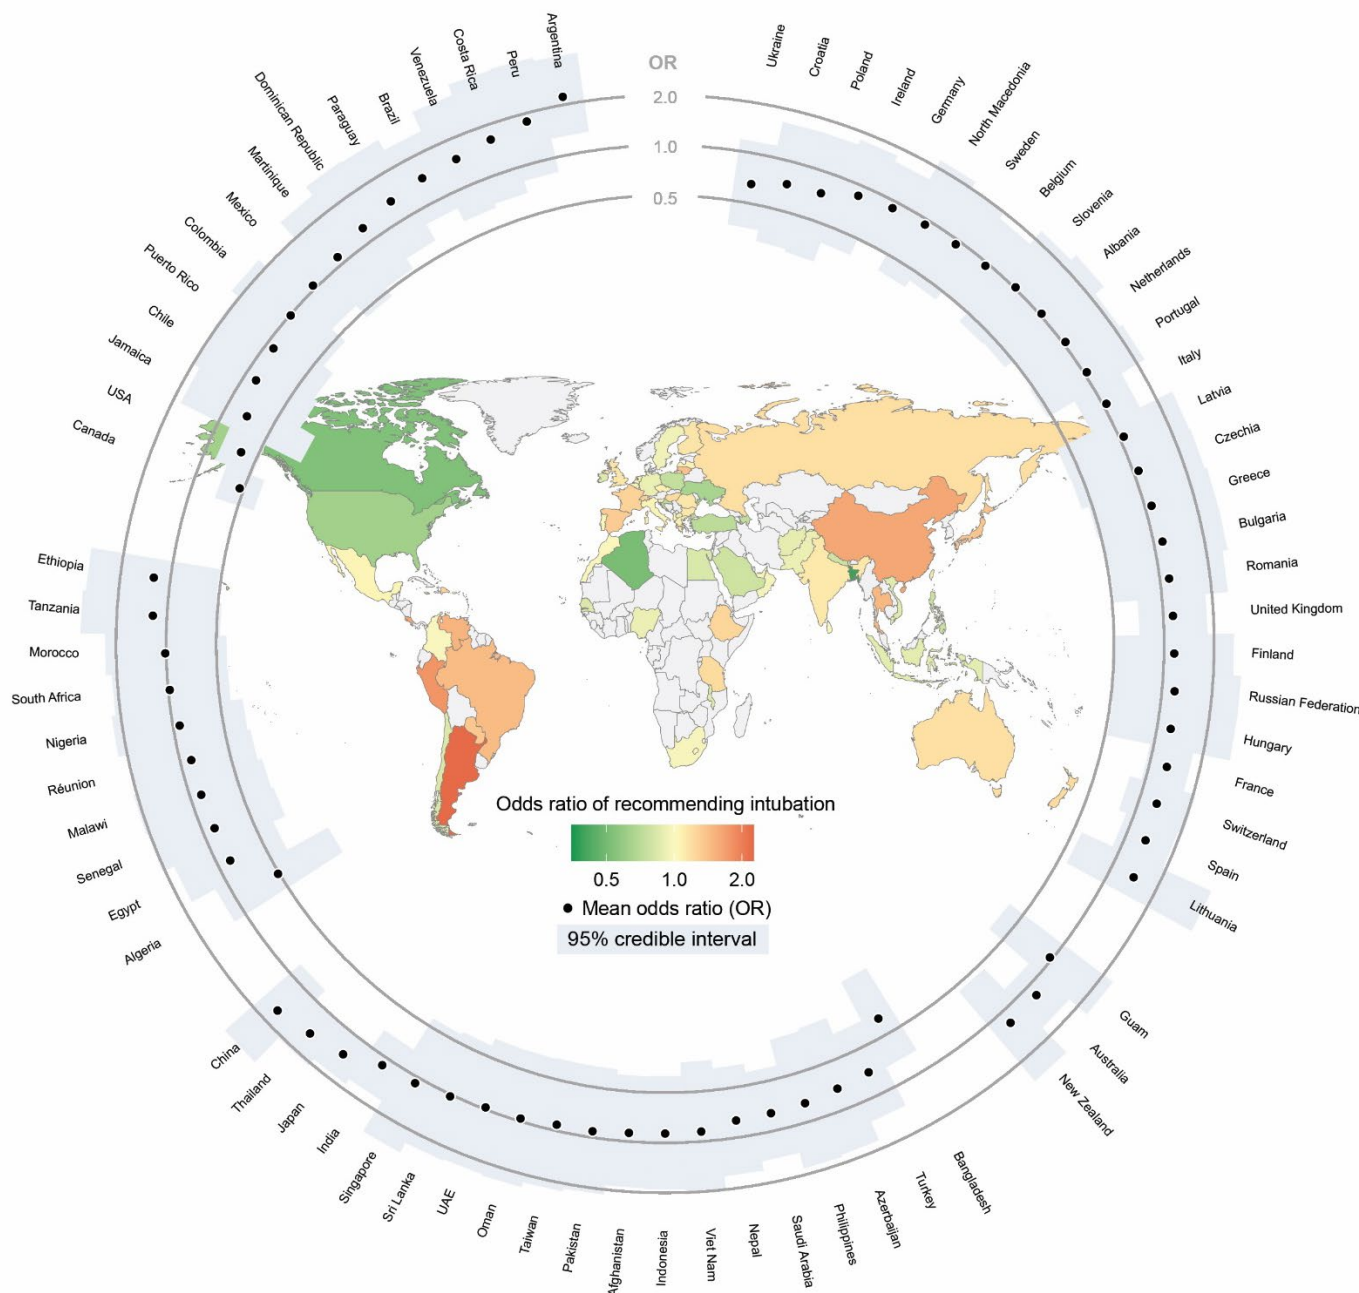 OR
2.0
1.0
0.5
Ukraine
Croatia
Poland
Ireland
Germany
North Macedonia
Sweden
Belgium
Slovenia
Albania
Netherlands
Portugal
Italy
Latvia
Czechia
Greece
Bulgaria
Romania
United Kingdom
Finland
Russian Federation
Hungary
France
Switzerland
Spain
Lithuania
Guam
Australia
New Zealand
Bangladesh
Turkey
Azerbaijan
Philippines
Saudi Arabia
Nepal
Viet Nam
Indonesia
Afghanistan
Pakistan
Taiwan
Oman
UAE
Sri Lanka
Singapore
India
Japan
Thailand
China
Algeria
Egypt
Senegal
Malawi
Réunion
Nigeria
South Africa
Morocco
Tanzania
Ethiopia
Canada
USA
Jamaica
Chile
Puerto Rico
Colombia
Mexico
Martinique
Dominican Republic
Paraguay
Brazil
Venezuela
Costa Rica
Peru
Argentina
Odds ratio of recommending intubation
0.5 1.0 2.0
Mean odds ratio (OR)
95% credible interval